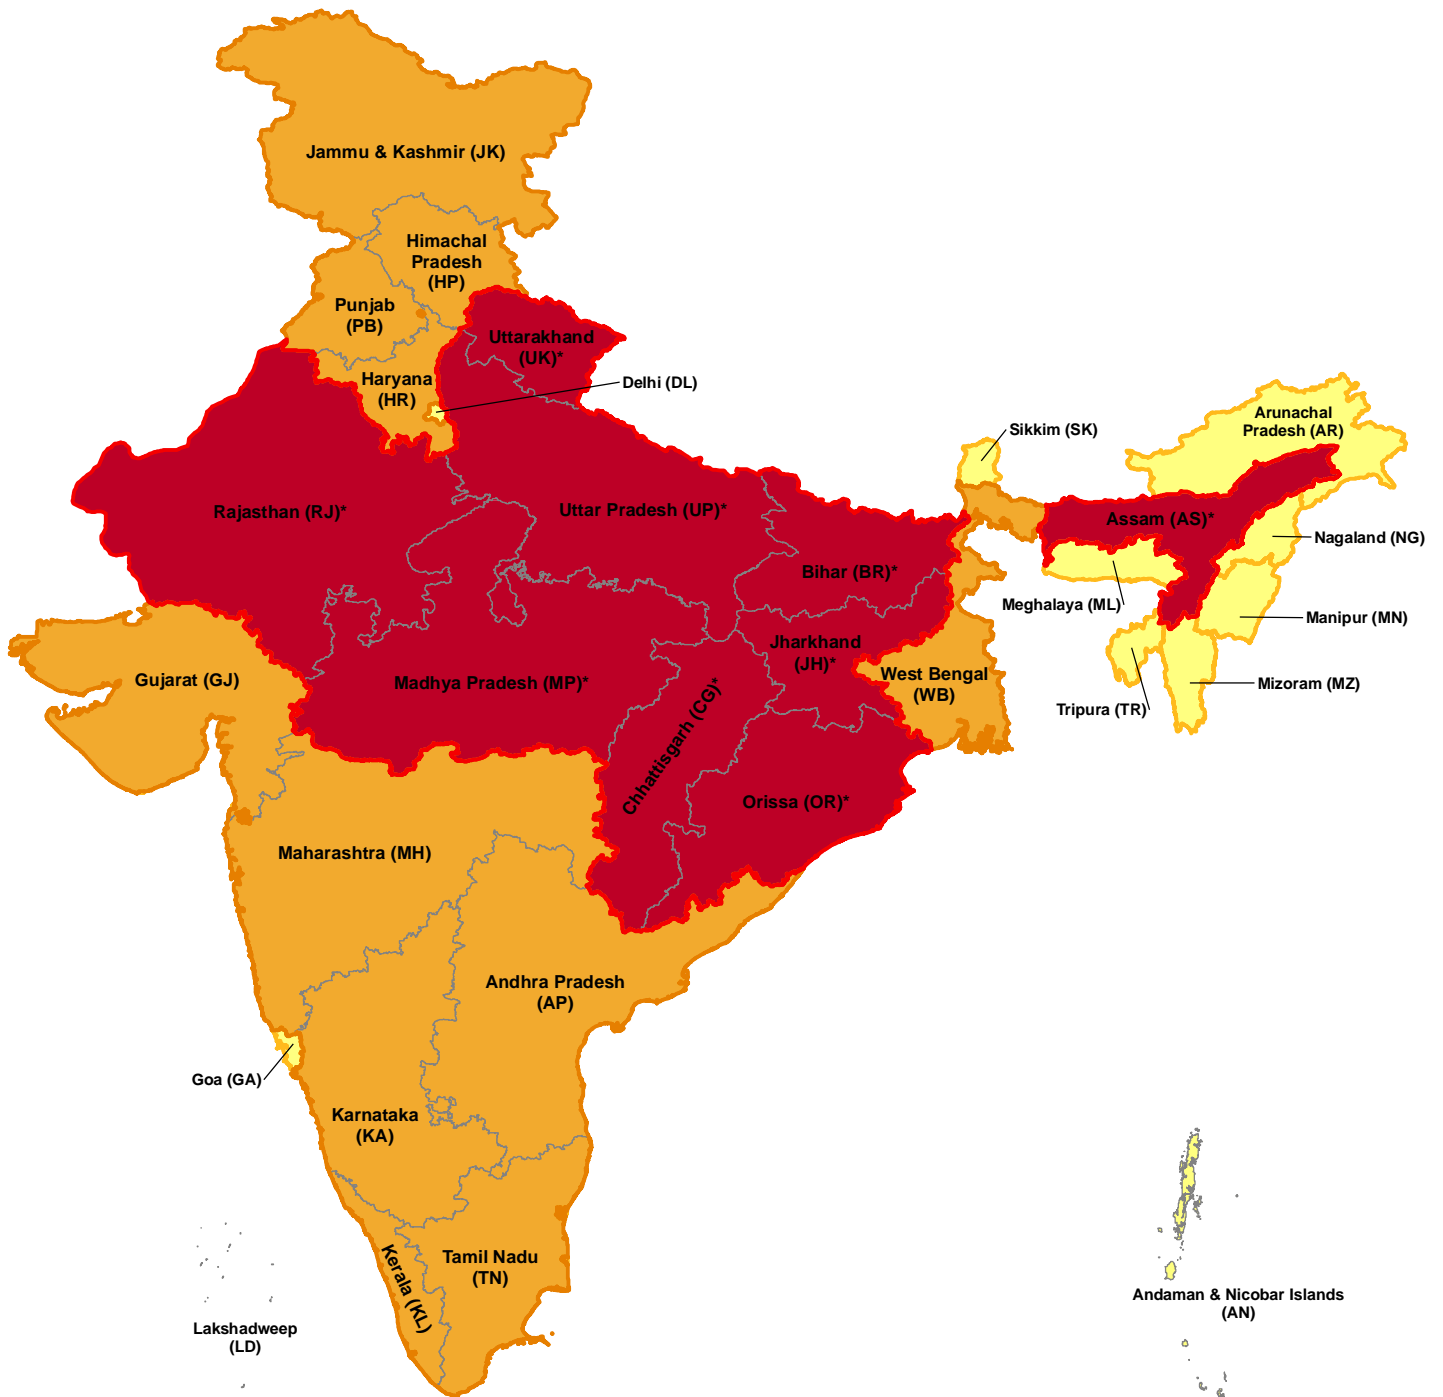 Jammu & Kashmir (JK)
Himachal
Pradesh
(HP)
Punjab
(PB)
Uttarakhand
(UK)*
Haryana
(HR)
Delhi (DL)
Sikkim (SK)
Arunachal
Pradesh (AR)
Rajasthan (RJ)*
Uttar Pradesh (UP)*
Assam (AS)*
Nagaland (NG)
Bihar (BR)*
Meghalaya (ML)
Manipur (MN)
Jharkhand
(JH)*
Gujarat (GJ)
Madhya Pradesh (MP)*
West Bengal
(WB)
Mizoram (MZ)
Tripura (TR)
Chhattisgarh (CG)*
Orissa (OR)*
Maharashtra (MH)
Andhra Pradesh
(AP)
Goa (GA)
Karnataka
(KA)
Kerala (KL)
Tamil Nadu
(TN)
Andaman & Nicobar Islands
(AN)
Lakshadweep
(LD)